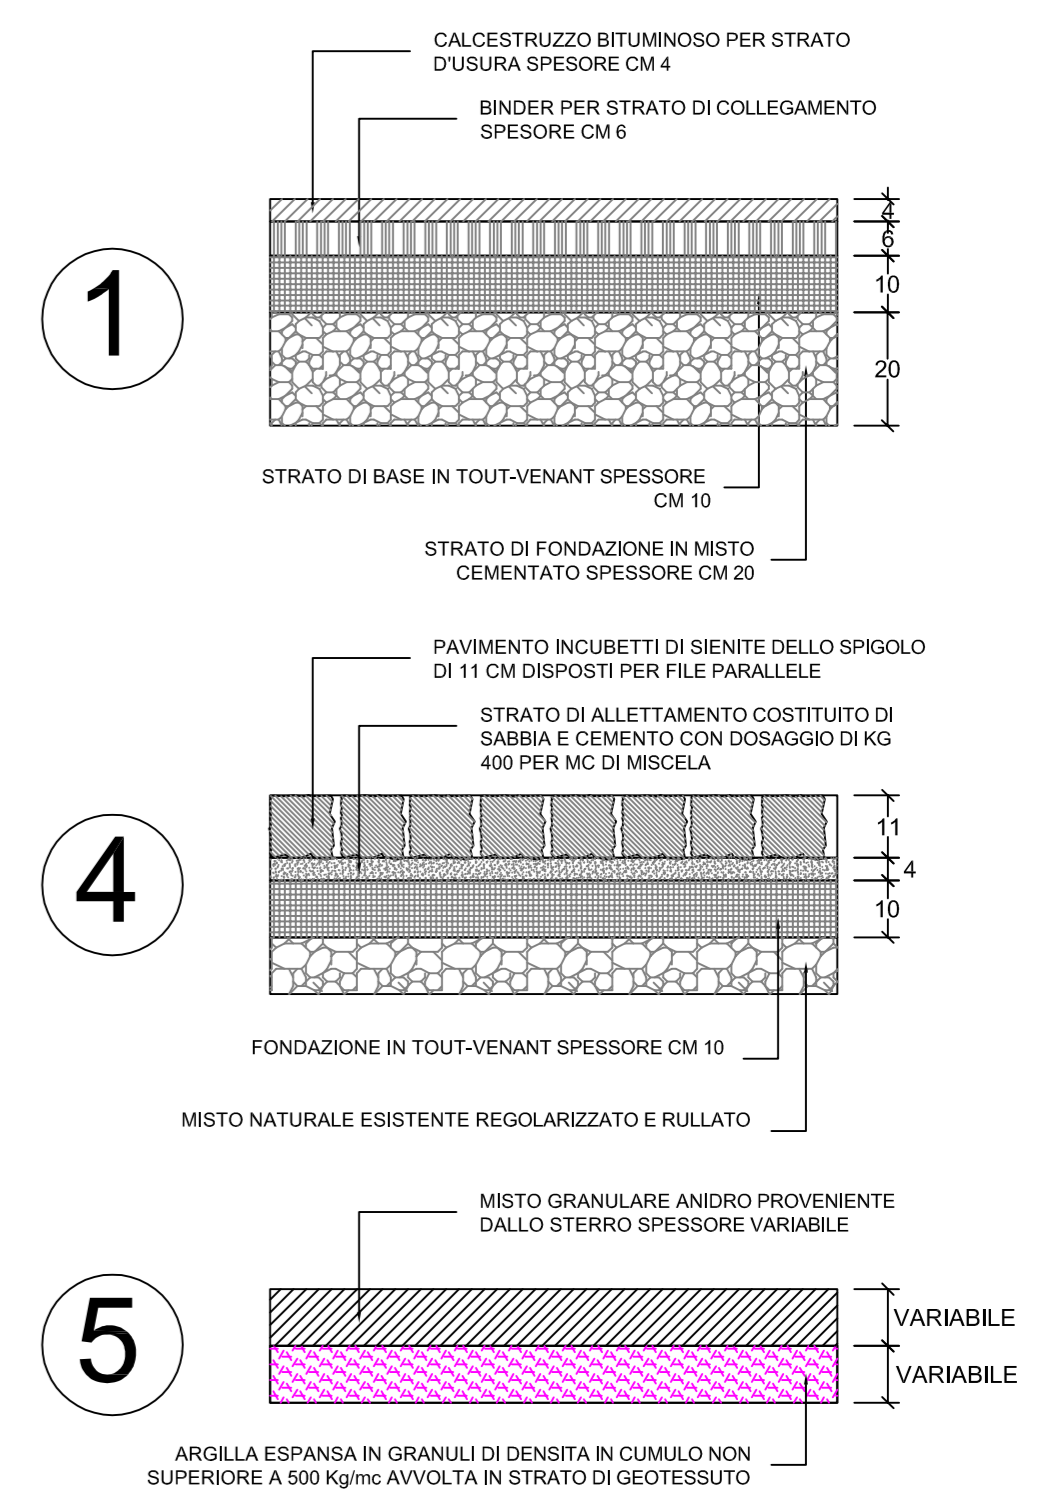 CALCESTRUZZO BITUMINOSO PER STRATO
D'USURA SPESORE CM 4
BINDER PER STRATO DI COLLEGAMENTO
SPESORE CM 6
1
4
6
10
20
STRATO DI BASE IN TOUT-VENANT SPESSORE
CM 10
STRATO DI FONDAZIONE IN MISTO
CEMENTATO SPESSORE CM 20
PAVIMENTO INCUBETTI DI SIENITE DELLO SPIGOLO
DI 11 CM DISPOSTI PER FILE PARALLELE
STRATO DI ALLETTAMENTO COSTITUITO DI
SABBIA E CEMENTO CON DOSAGGIO DI KG
400 PER MC DI MISCELA
4
11
4
10
FONDAZIONE IN TOUT-VENANT SPESSORE CM 10
MISTO NATURALE ESISTENTE REGOLARIZZATO E RULLATO
MISTO GRANULARE ANIDRO PROVENIENTE
DALLO STERRO SPESSORE VARIABILE
5
VARIABILE
VARIABILE
ARGILLA ESPANSA IN GRANULI DI DENSITA IN CUMULO NON
SUPERIORE A 500 Kg/mc AVVOLTA IN STRATO DI GEOTESSUTO